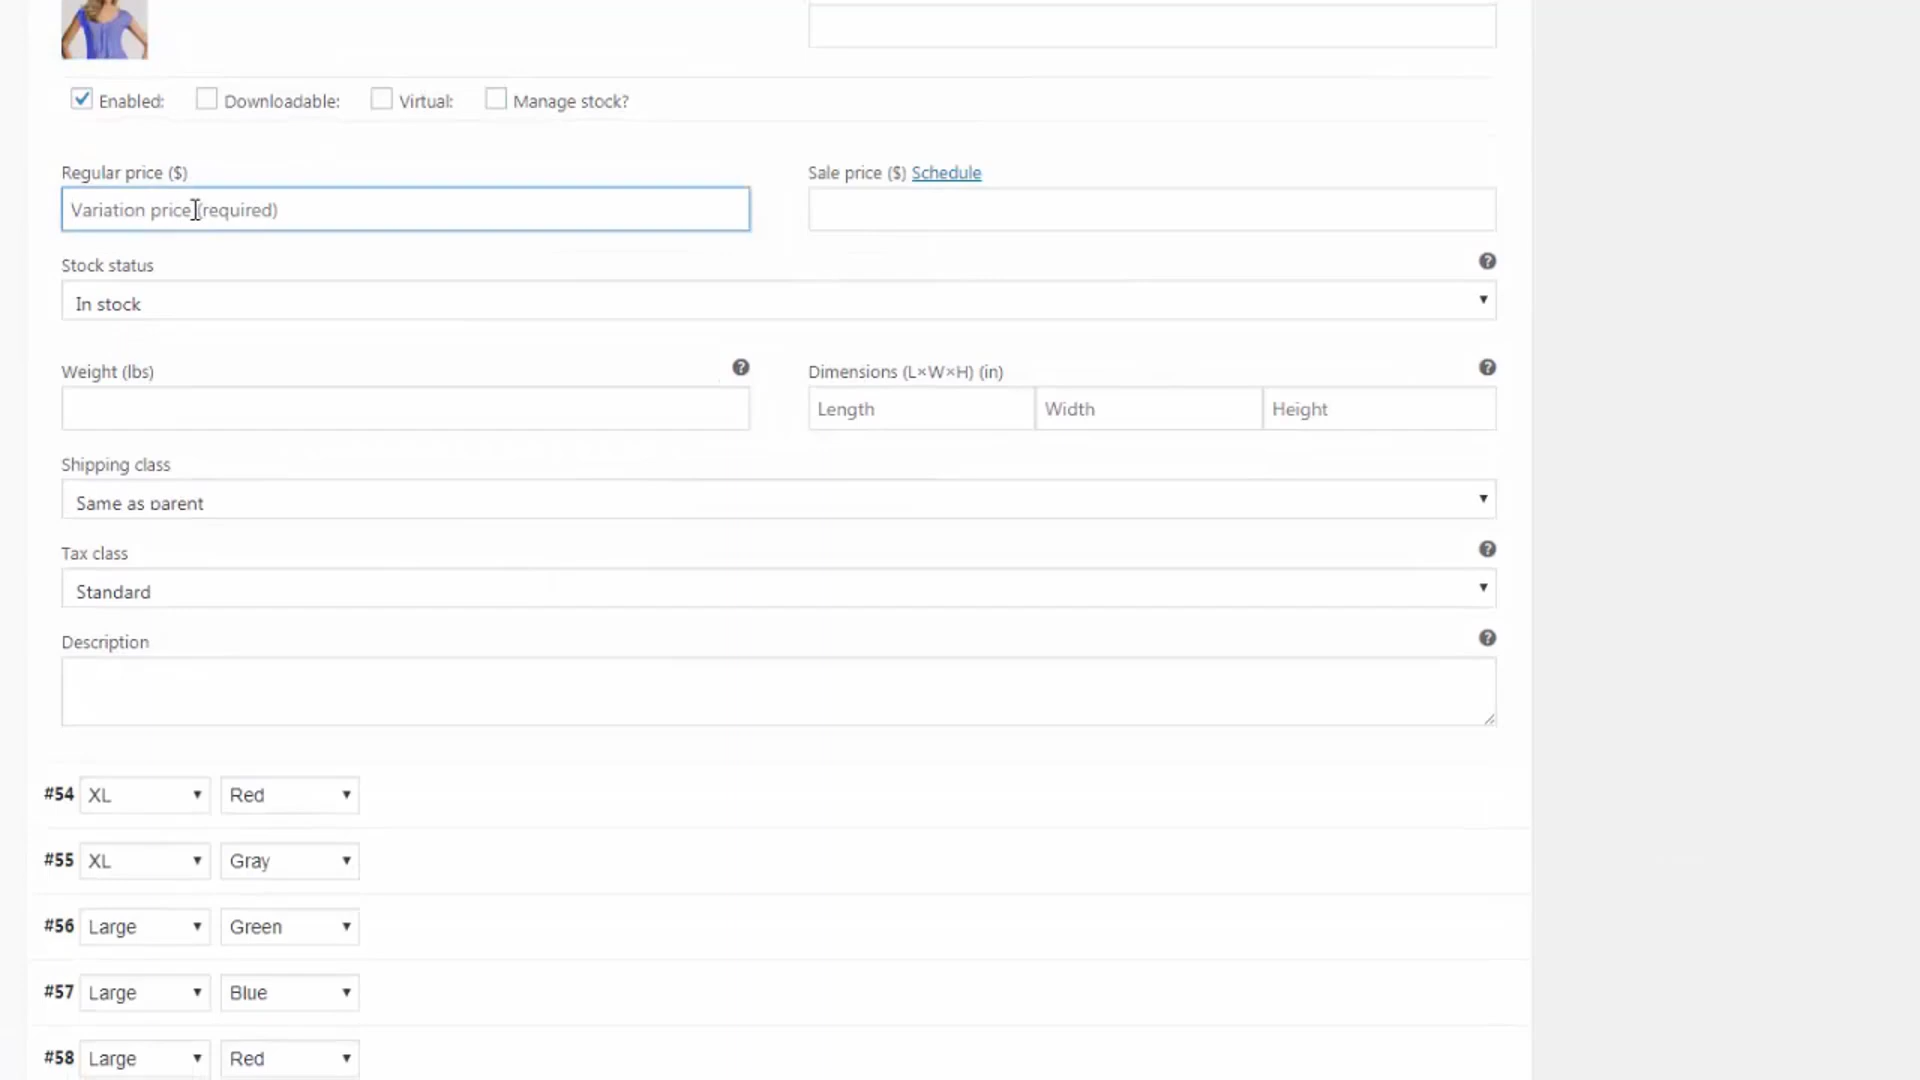 Enabled: Downloadable: Virtual: Manage stock?
Regular price ($) Sale price ($) Schedule
Variation price (required)
Stock status
In stock
Weight (lbs) Dimensions (L×W×H) (in)
Length Width Height
Shipping class
Same as parent
Tax class
Standard
Description
#54 XL Red
#55 XL Gray
#56 Large Green
#57 Large Blue
#58 Large Red